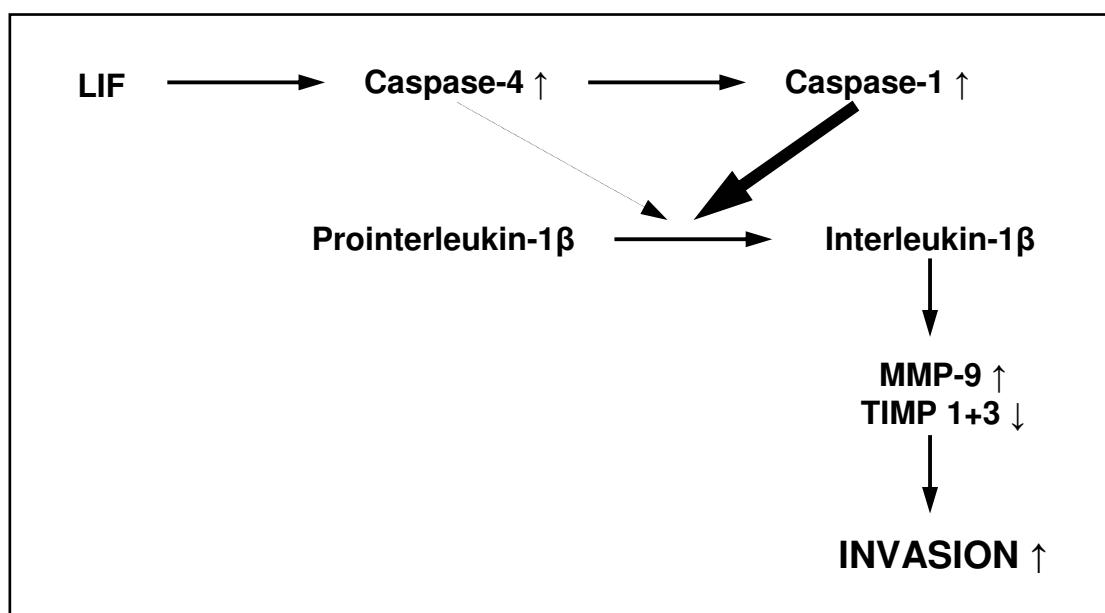 LIF
Caspase-4 ↑
Caspase-1 ↑
Prointerleukin-1β
Interleukin-1β
MMP-9 ↑
TIMP 1+3 ↓
INVASION ↑